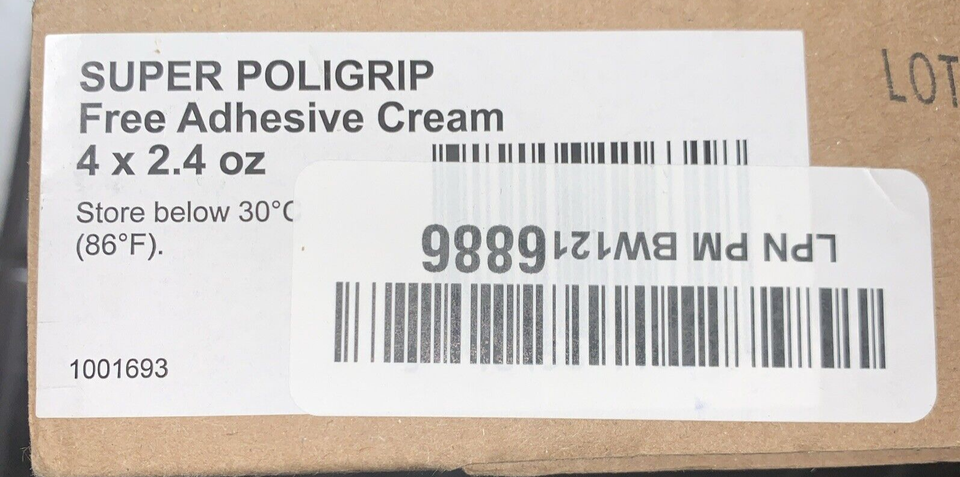 SUPER POLIGRIP
Free Adhesive Cream
4 x 2.4 oz
Store below 30°C
(86°F).
1001693
LPN PM BW1216886
LOT